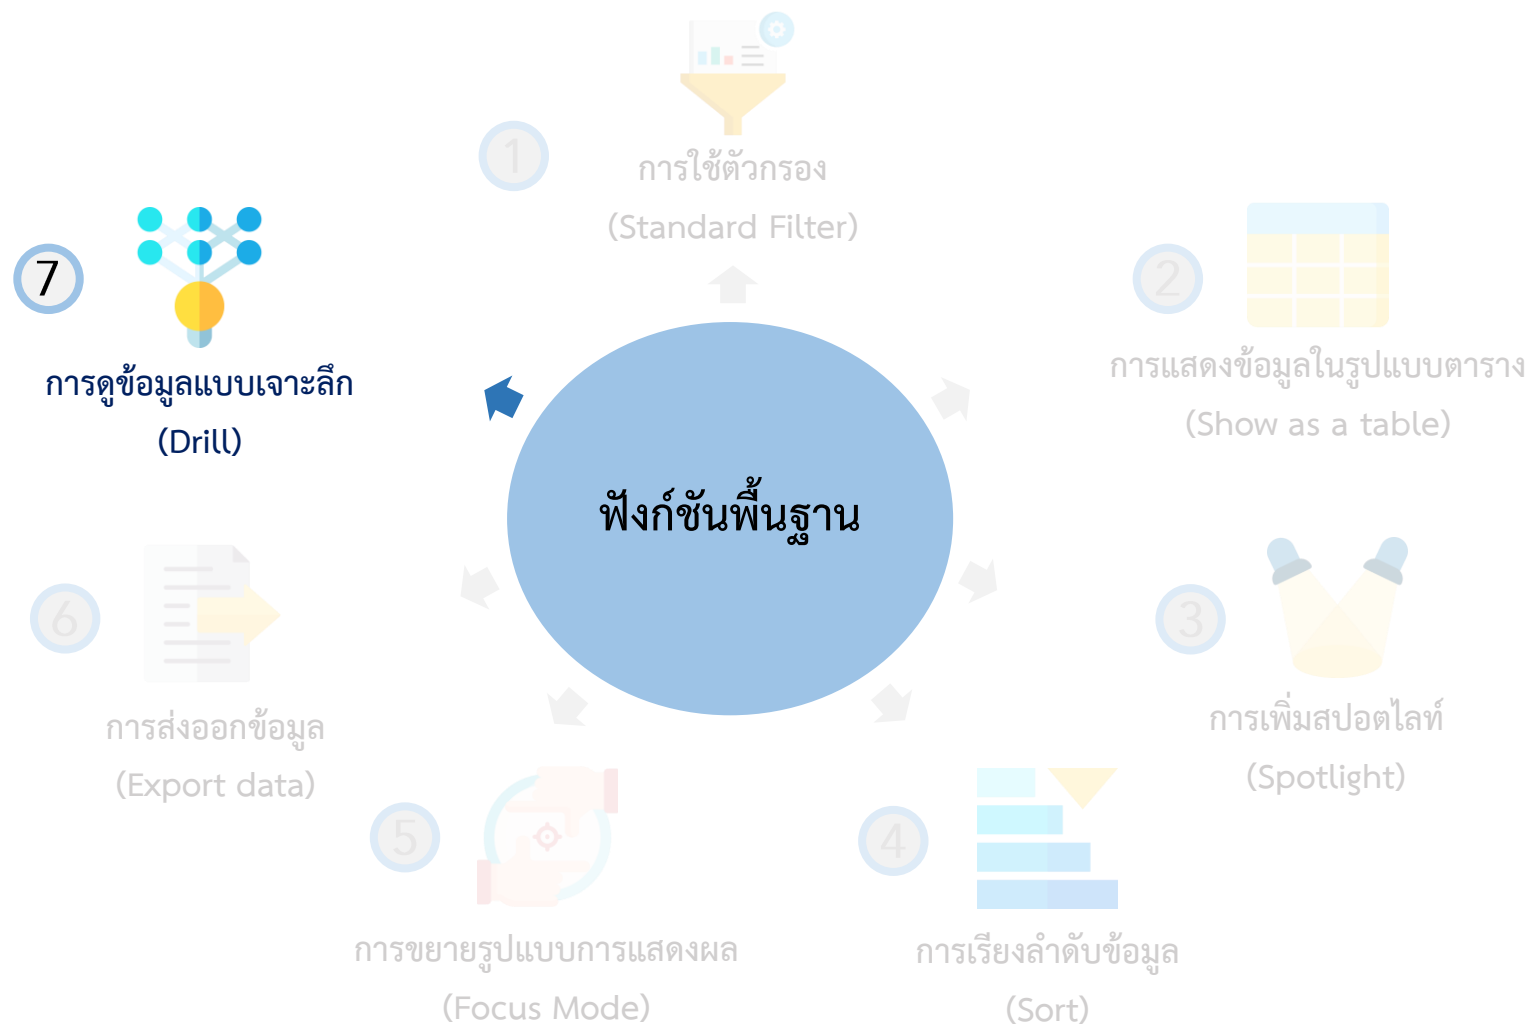 1
การใช้ตัวกรอง
(Standard Filter)
2
การแสดงข้อมูลในรูปแบบตาราง
(Show as a table)
3
การเพิ่มสปอตไลท์
(Spotlight)
4
การเรียงลำดับข้อมูล
(Sort)
5
การขยายรูปแบบการแสดงผล
(Focus Mode)
6
การส่งออกข้อมูล
(Export data)
7
การดูข้อมูลแบบเจาะลึก
(Drill)
ฟังก์ชันพื้นฐาน